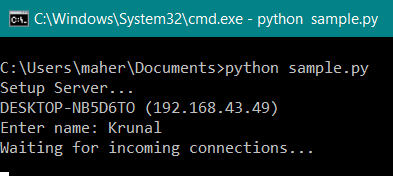 C:\Windows\System32\cmd.exe - python sample.py
C:\Users\maher\Documents>python sample.py
Setup Server...
DESKTOP-NB5D6TO (192.168.43.49)
Enter name: Krunal
Waiting for incoming connections...